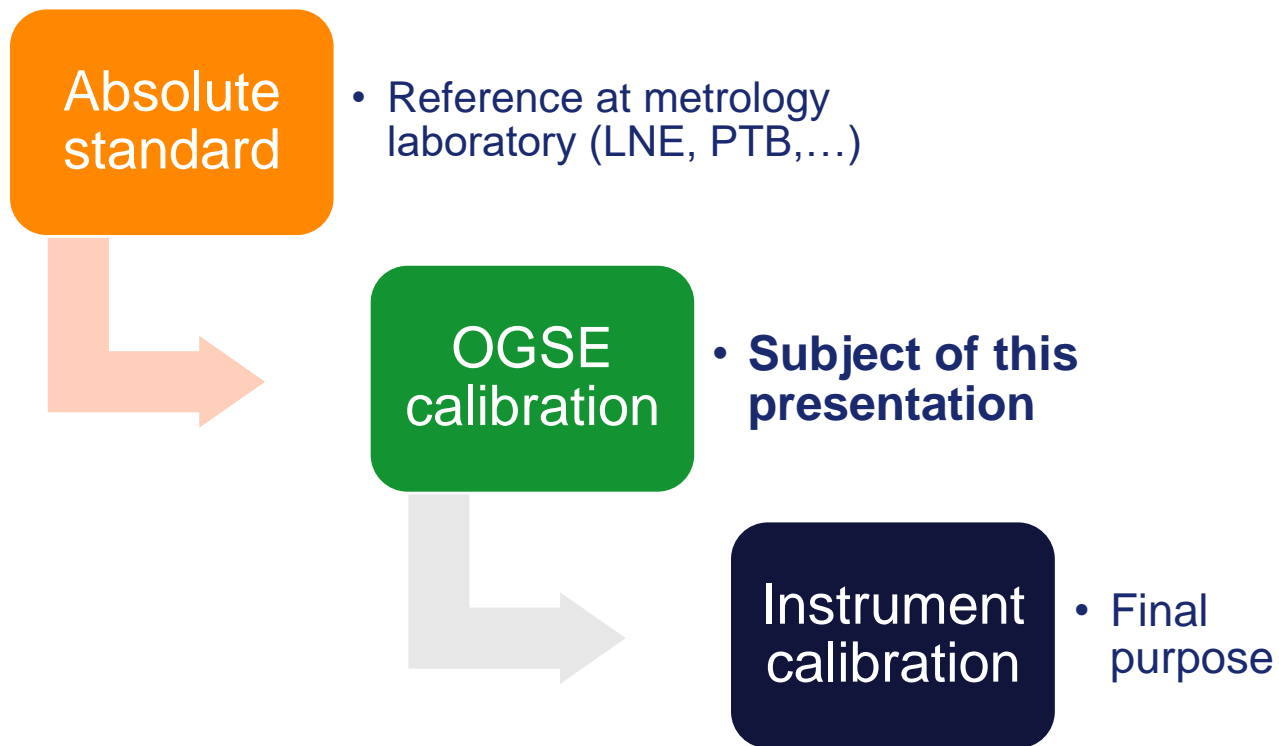 Absolute
standard
• Reference at metrology
laboratory (LNE, PTB,…)
OGSE
calibration
• Subject of this
presentation
Instrument
calibration
• Final
purpose